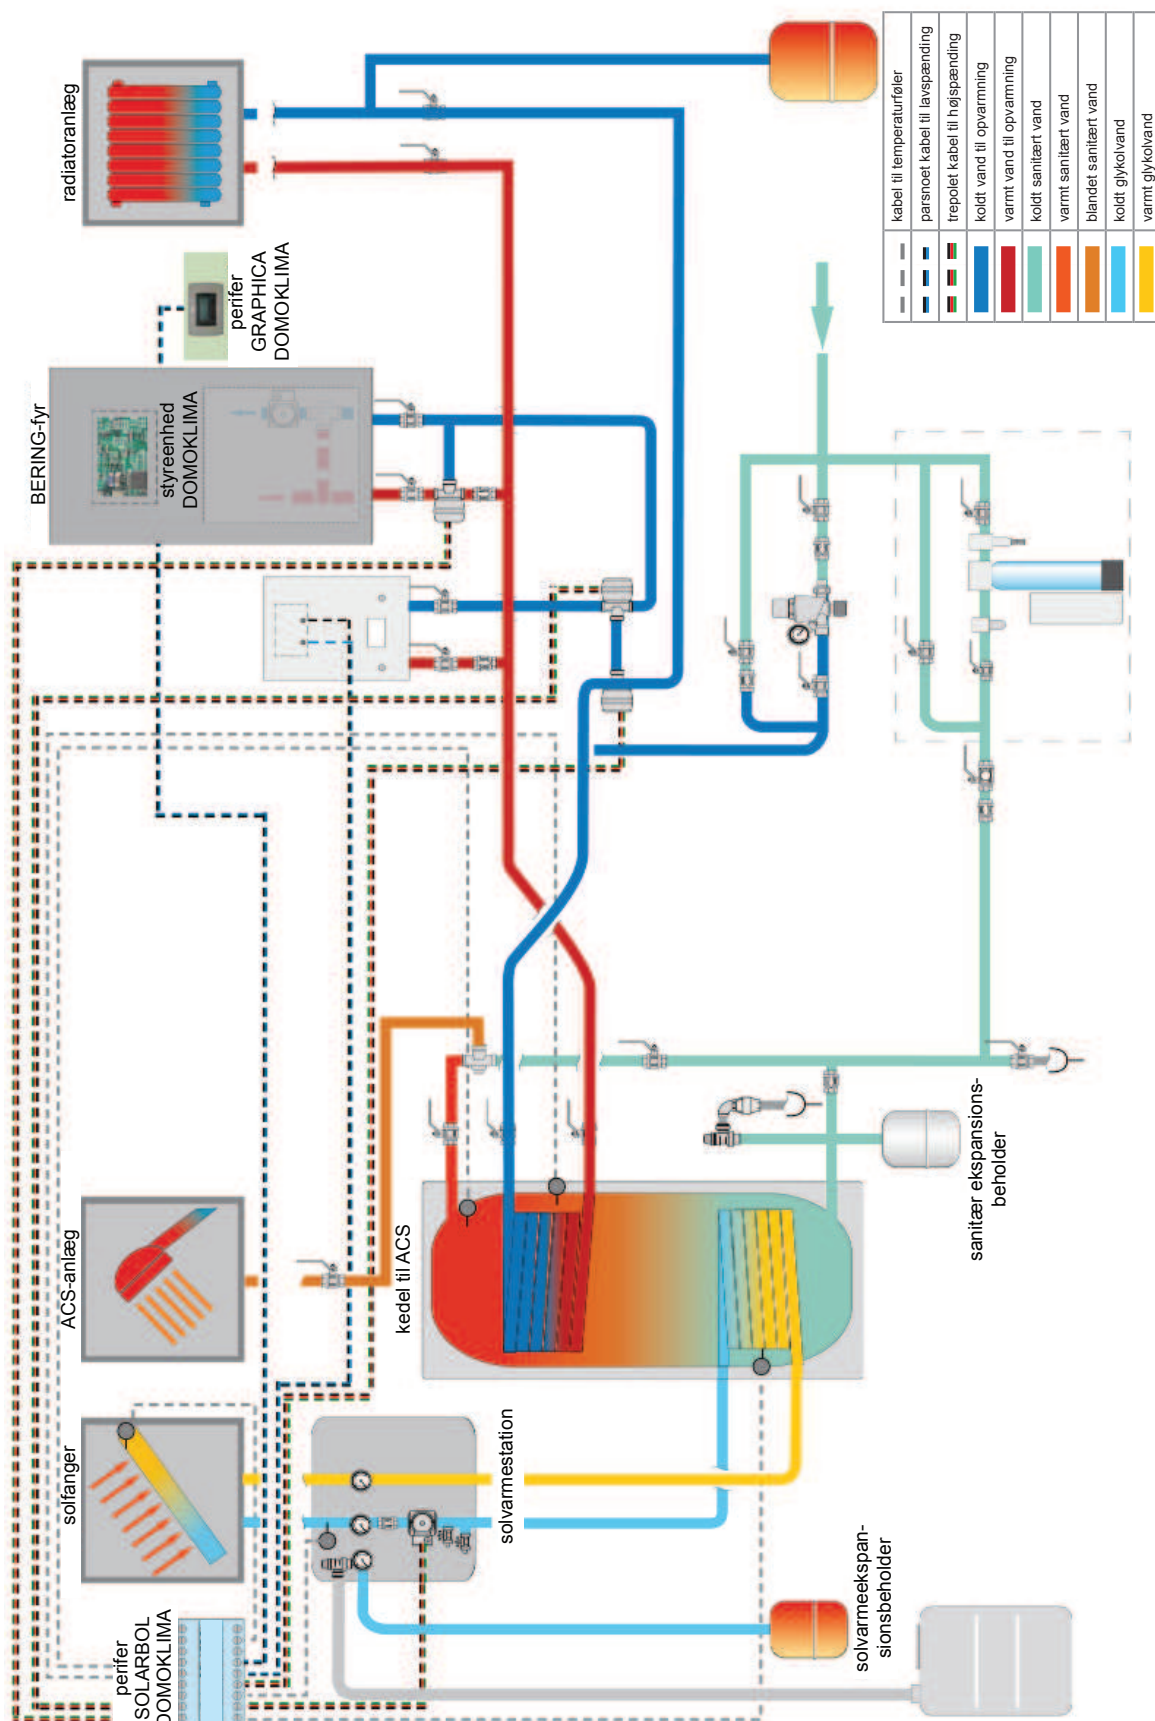 radiatoranlæg
perifer
GRAPHICA
DOMOKLIMA
BERING-fyr
styreenhed
DOMOKLIMA
ACS-anlæg
kedel til ACS
solfanger
solvarmestation
perifer
SOLARBOL
DOMOKLIMA
solvarmeekspan-
sionsbeholder
sanitær ekspansions-
beholder
kabel til temperaturføler
parsnoet kabel til lavspænding
trepolet kabel til højspænding
koldt vand til opvarmning
varmt vand til opvarmning
koldt sanitært vand
varmt sanitært vand
blandet sanitært vand
koldt glykolvand
varmt glykolvand